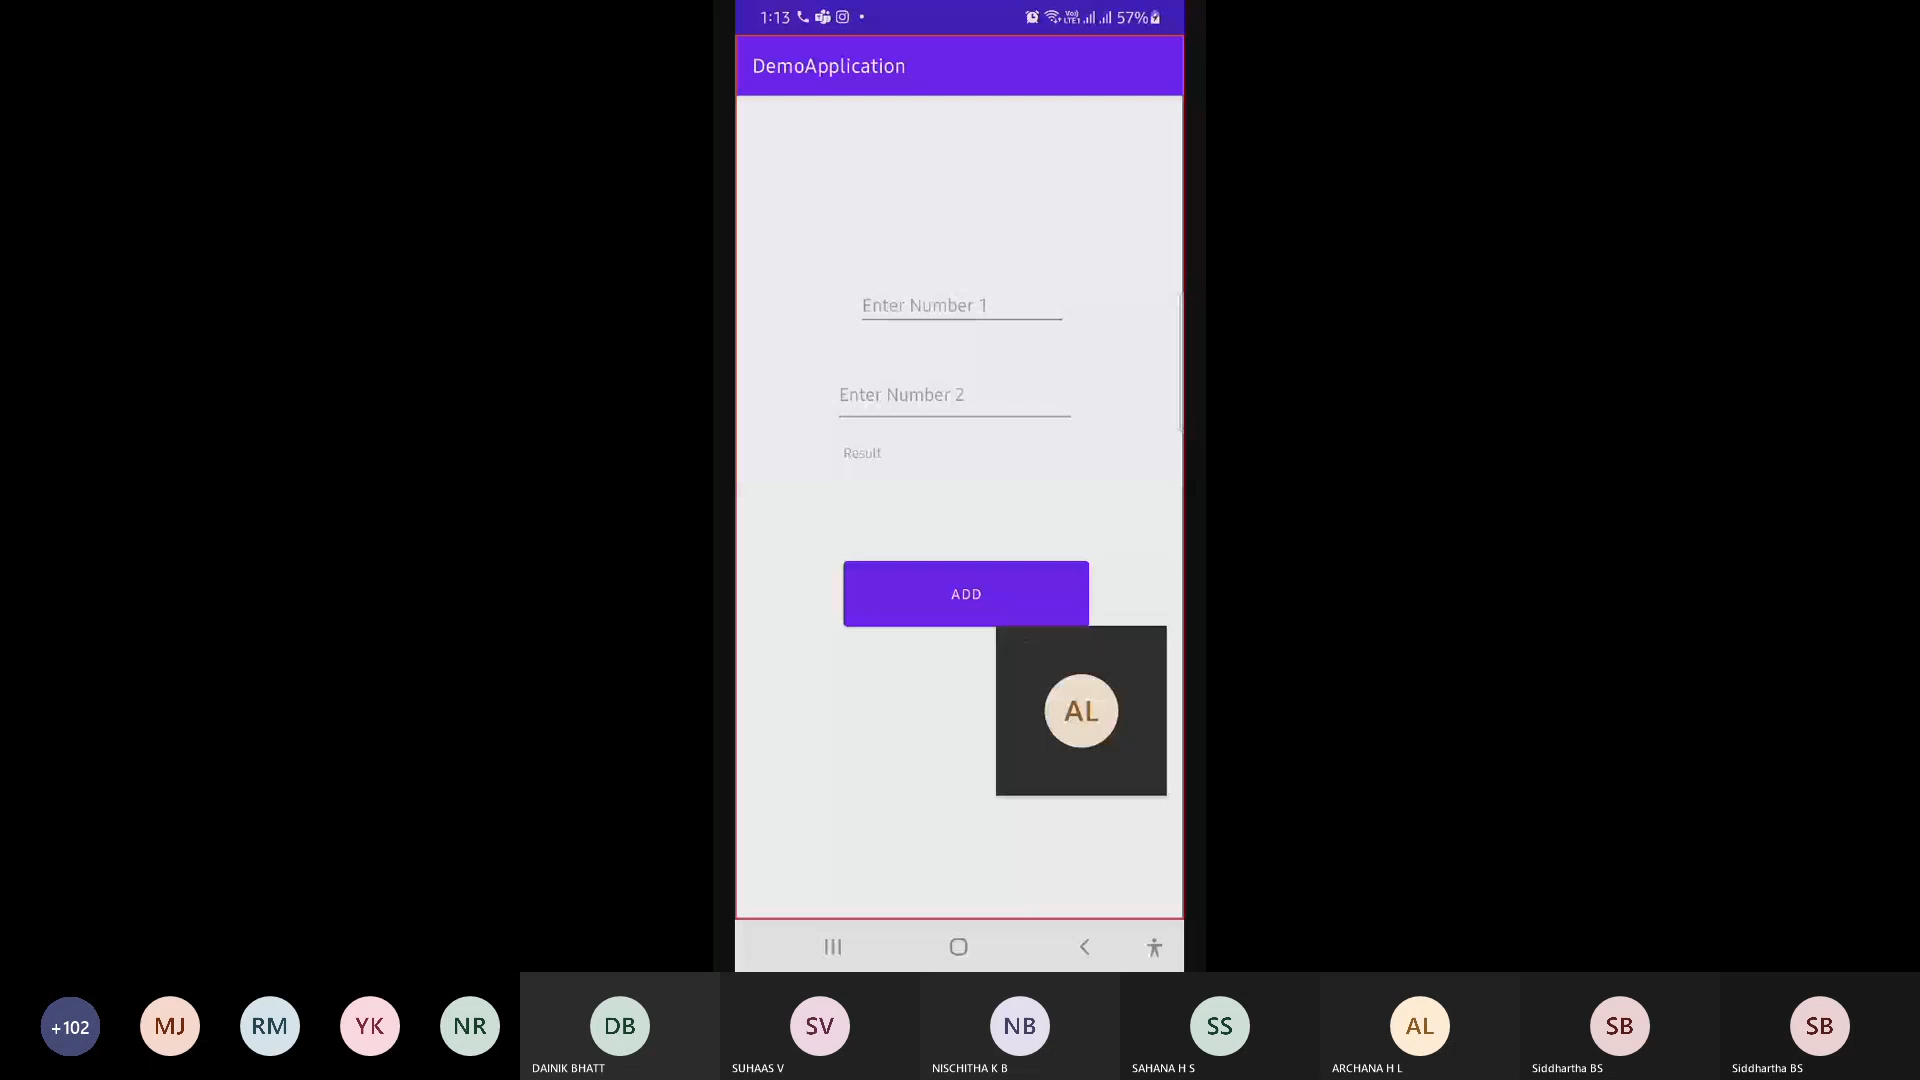 1:13 57%
DemoApplication
Enter Number 1
Enter Number 2
Result
ADD
AL
+102 MJ RM YK NR DB SV NB SS AL SB SB
DAINIK BHATT SUHAAS V NISCHITHA K B SAHANA H S ARCHANA H L Siddhartha BS Siddhartha BS